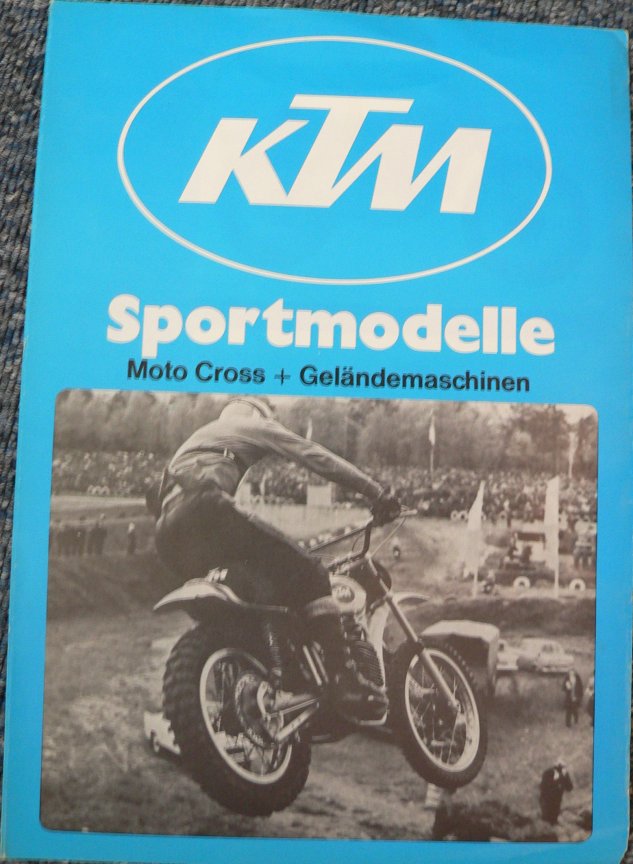 KTM
Sportmodelle
Moto Cross + Geländemaschinen